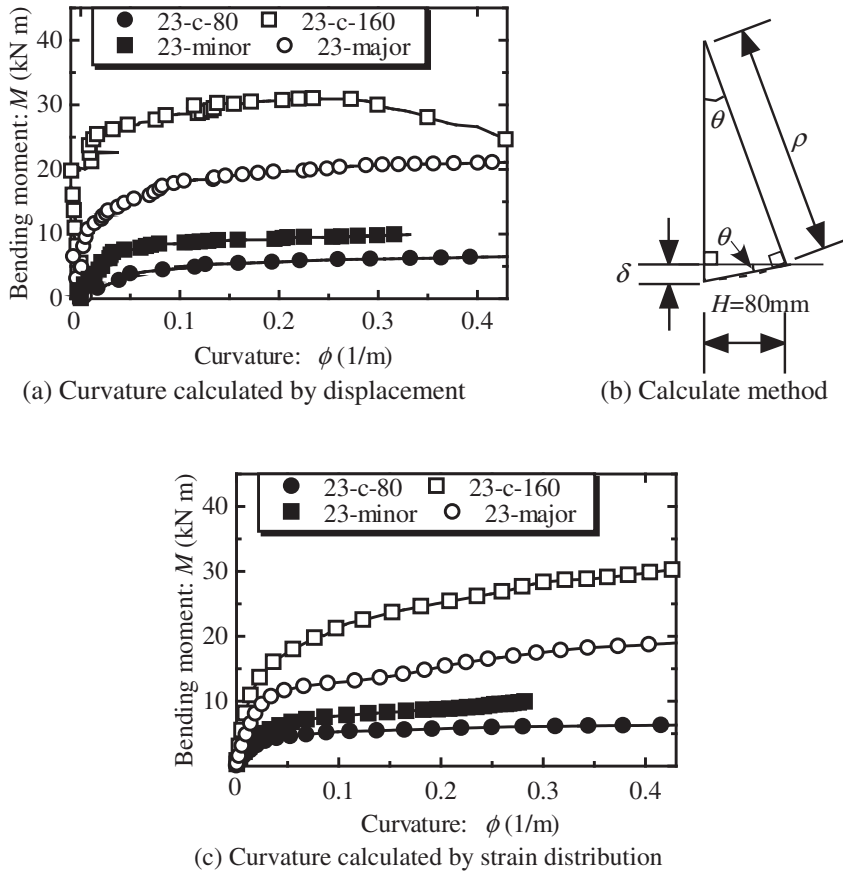 23-c-80 23-c-160
23-minor 23-major
Bending moment: M (kN m)
40
30
20
10
0
0 0.1 0.2 0.3 0.4
Curvature: ϕ (1/m)
(a) Curvature calculated by displacement
θ
ρ
θ
δ
H=80mm
(b) Calculate method
23-c-80 23-c-160
23-minor 23-major
Bending moment: M (kN m)
40
30
20
10
0 0.1 0.2 0.3 0.4
Curvature: ϕ (1/m)
(c) Curvature calculated by strain distribution